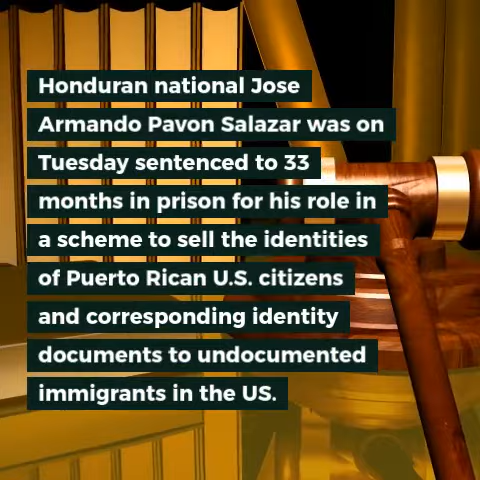 Honduran national Jose
Armando Pavon Salazar was on
Tuesday sentenced to 33
months in prison for his role in
a scheme to sell the identities
of Puerto Rican U.S. citizens
and corresponding identity
documents to undocumented
immigrants in the US.